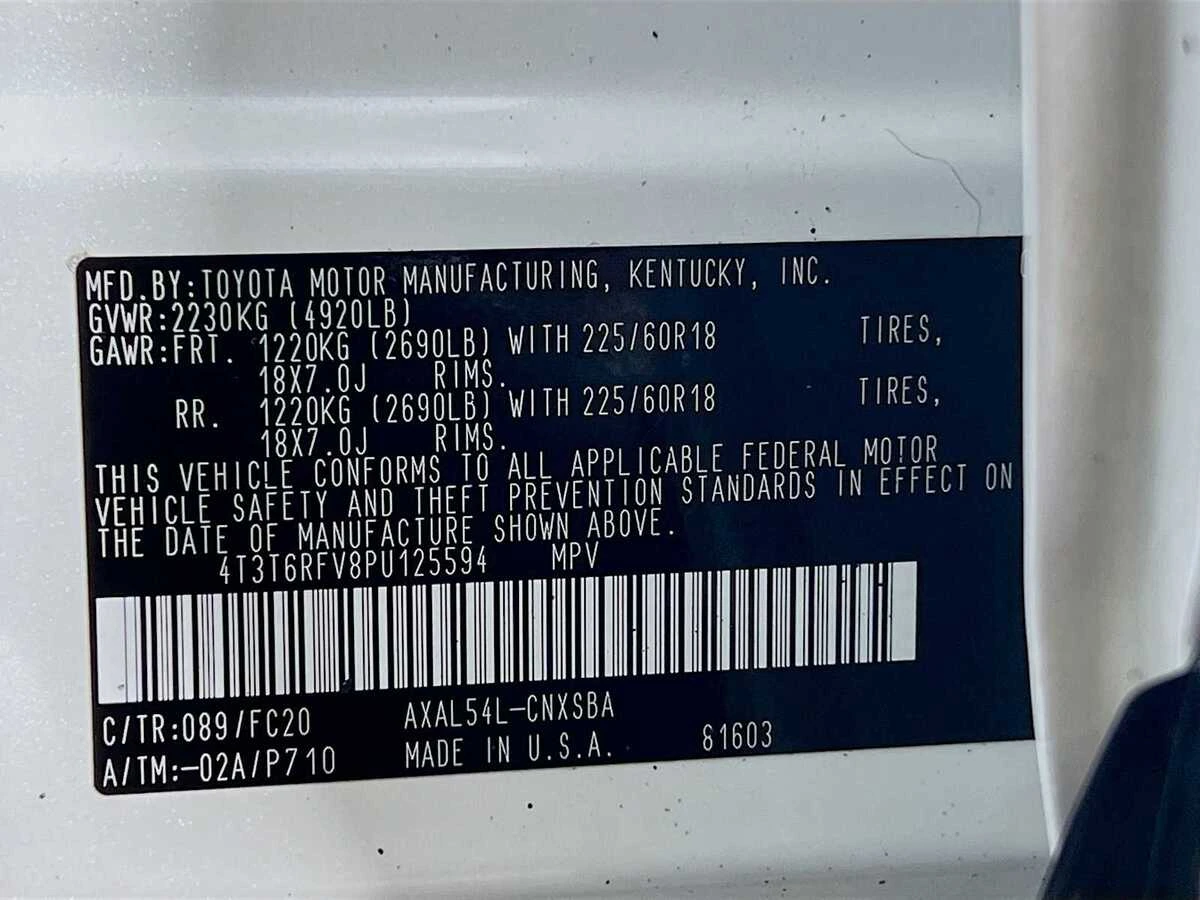 MFD.BY:TOYOTA MOTOR MANUFACTURING, KENTUCKY, INC.
GVWR:2230KG (4920LB)
GAWR:FRT. 1220KG (2690LB) WITH 225/60R18 TIRES,
18X7.0J RIMS.
RR. 1220KG (2690LB) WITH 225/60R18 TIRES,
18X7.0J RIMS.
THIS VEHICLE CONFORMS TO ALL APPLICABLE FEDERAL MOTOR
VEHICLE SAFETY AND THEFT PREVENTION STANDARDS IN EFFECT ON
THE DATE OF MANUFACTURE SHOWN ABOVE.
4T3T6RFV8PU125594 MPV
C/TR:089/FC20 AXAL54L-CNXSBA
A/TM:-02A/P710 MADE IN U.S.A. 61603